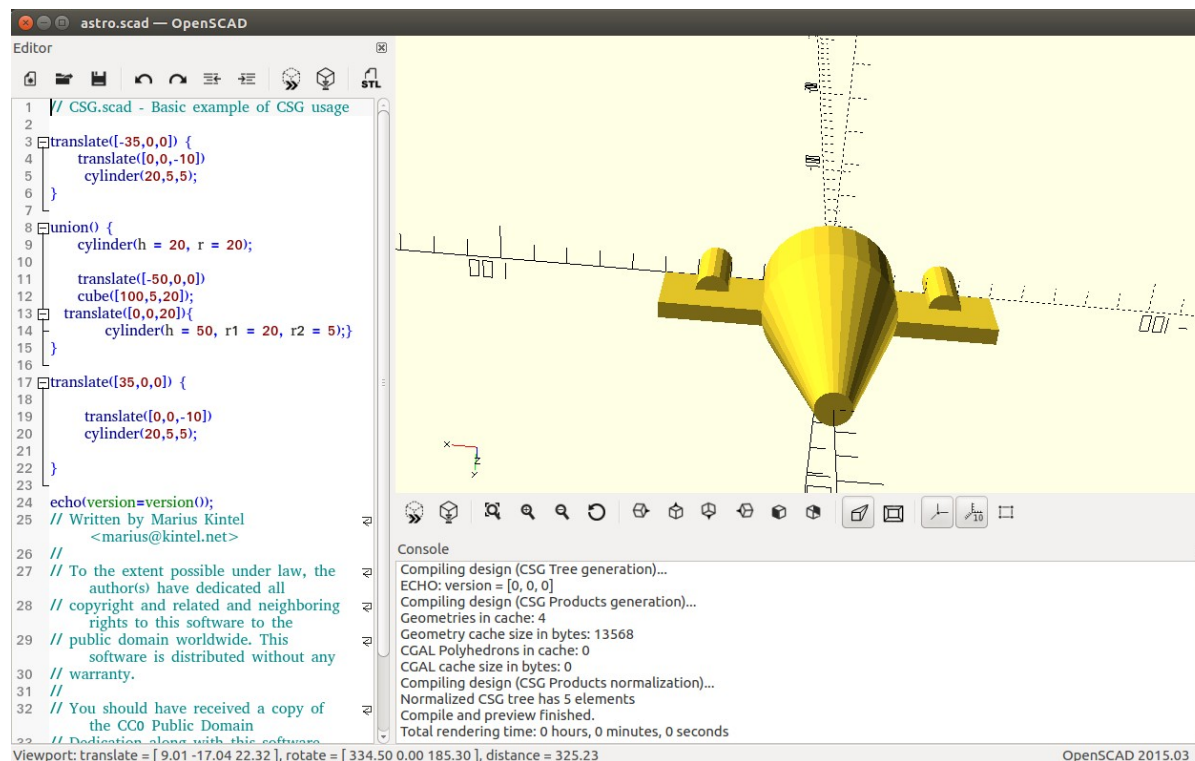 astro.scad — OpenSCAD
Editor
STL
1 // CSG.scad - Basic example of CSG usage
2
3 translate([-35,0,0]) {
4 translate([0,0,-10])
5 cylinder(20,5,5);
6 }
7
8 union() {
9 cylinder(h = 20, r = 20);
10
11 translate([-50,0,0])
12 cube([100,5,20]);
13 translate([0,0,20]){
14 cylinder(h = 50, r1 = 20, r2 = 5);}
15 }
16
17 translate([35,0,0]) {
18
19 translate([0,0,-10])
20 cylinder(20,5,5);
21
22 }
23
24 echo(version=version());
25 // Written by Marius Kintel
<marius@kintel.net>
26 //
27 // To the extent possible under law, the
author(s) have dedicated all
28 // copyright and related and neighboring
rights to this software to the
29 // public domain worldwide. This
software is distributed without any
30 // warranty.
31 //
32 // You should have received a copy of
the CC0 Public Domain
33 // Dedication along with this software.
x
z
y
10
Console
Compiling design (CSG Tree generation)...
ECHO: version = [0, 0, 0]
Compiling design (CSG Products generation)...
Geometries in cache: 4
Geometry cache size in bytes: 13568
CGAL Polyhedrons in cache: 0
CGAL cache size in bytes: 0
Compiling design (CSG Products normalization)...
Normalized CSG tree has 5 elements
Compile and preview finished.
Total rendering time: 0 hours, 0 minutes, 0 seconds
Viewport: translate = [ 9.01 -17.04 22.32 ], rotate = [ 334.50 0.00 185.30 ], distance = 325.23
OpenSCAD 2015.03